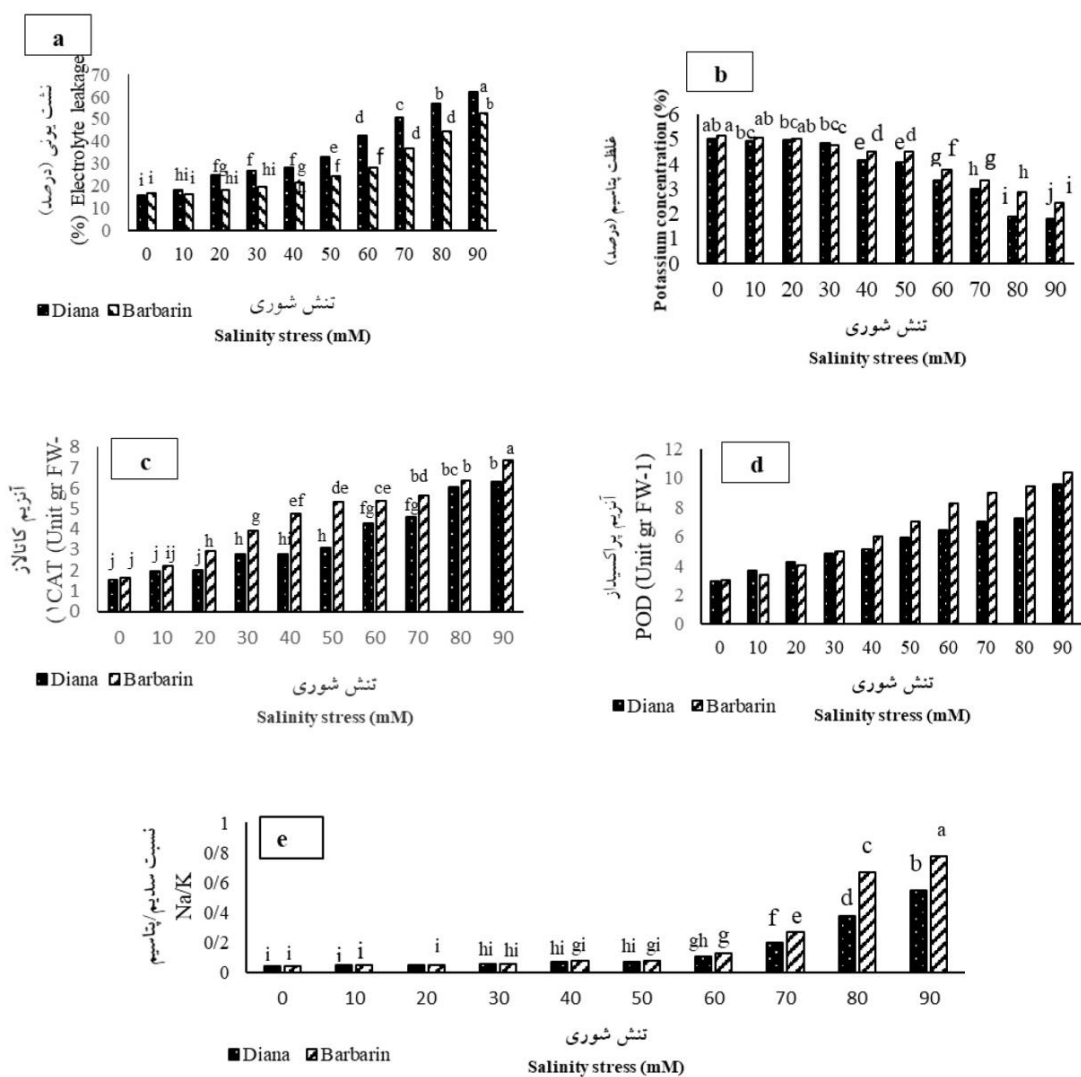 a
نشت یونی (درصد)
(%) Electrolyte leakage
70
60
50
40
30
20
10
0
i i hi i fg hi f hi f g e f d f c d b d a b
0 10 20 30 40 50 60 70 80 90
تنش شوری
Diana Barbarin
Salinity stress (mM)
b
غلظت پتاسیم (درصد)
Potassium concentration (%)
6
5
4
3
2
1
0
ab a bc ab bc ab bc c e d e d g f h g i h j i
0 10 20 30 40 50 60 70 80 90
تنش شوری
Salinity strees (mM)
c
آنزیم کاتالاز
(۱CAT (Unit gr FW-
8
7
6
5
4
3
2
1
0
j j j ij j h h g hi ef h de fg ce fg bd bc b b a
0 10 20 30 40 50 60 70 80 90
تنش شوری
Diana Barbarin
Salinity stress (mM)
d
آنزیم پراکسیداز
POD (Unit gr FW-1)
12
10
8
6
4
2
0
0 10 20 30 40 50 60 70 80 90
تنش شوری
Diana Barbarin
Salinity stress (mM)
e
نسبت سدیم/پتاسیم
Na/K
1
0/8
0/6
0/4
0/2
0
i i i i i hi hi hi gi hi gi gh g f e d c b a
0 10 20 30 40 50 60 70 80 90
تنش شوری
Diana Barbarin
Salinity stress (mM)